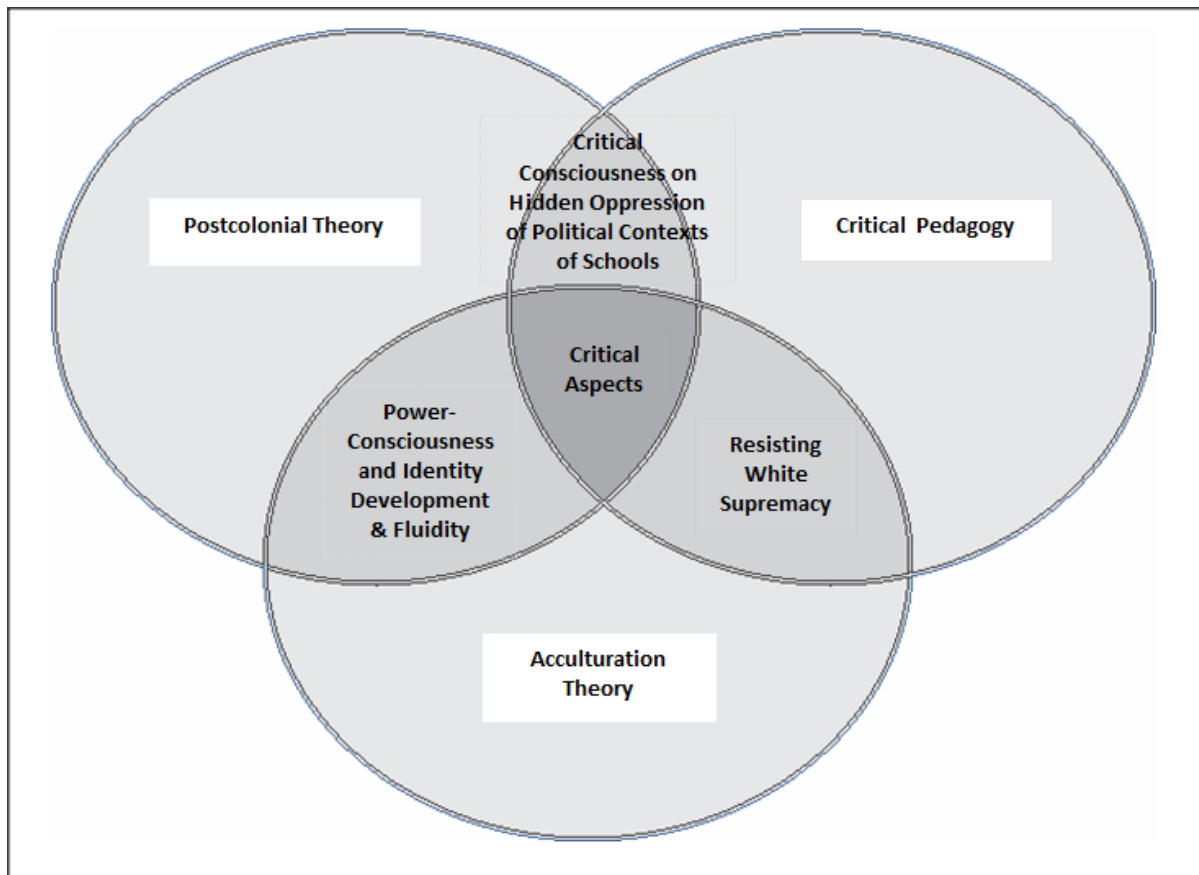 Critical
Consciousness on
Hidden Oppression
of Political Contexts
of Schools
Postcolonial Theory
Critical Pedagogy
Critical
Aspects
Power-
Consciousness
and Identity
Development
& Fluidity
Resisting
White
Supremacy
Acculturation
Theory